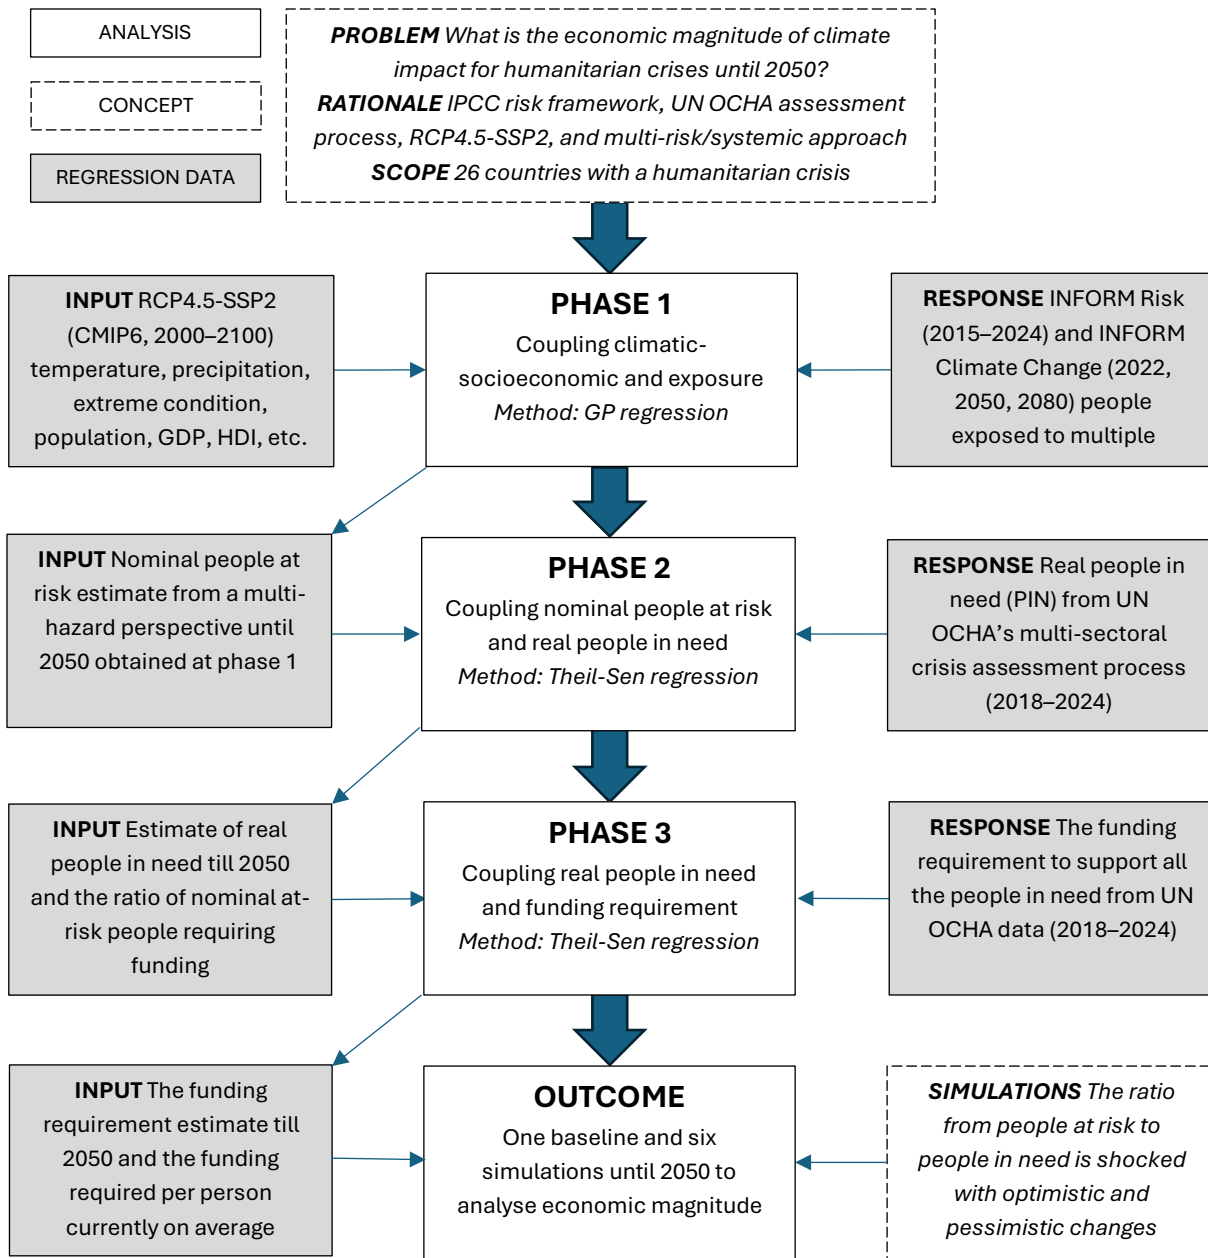 ANALYSIS
CONCEPT
REGRESSION DATA
PROBLEM What is the economic magnitude of climate
impact for humanitarian crises until 2050?
RATIONALE IPCC risk framework, UN OCHA assessment
process, RCP4.5-SSP2, and multi-risk/systemic approach
SCOPE 26 countries with a humanitarian crisis
INPUT RCP4.5-SSP2
(CMIP6, 2000–2100)
temperature, precipitation,
extreme condition,
population, GDP, HDI, etc.
PHASE 1
Coupling climatic-
socioeconomic and exposure
Method: GP regression
RESPONSE INFORM Risk
(2015–2024) and INFORM
Climate Change (2022,
2050, 2080) people
exposed to multiple
INPUT Nominal people at
risk estimate from a multi-
hazard perspective until
2050 obtained at phase 1
PHASE 2
Coupling nominal people at risk
and real people in need
Method: Theil-Sen regression
RESPONSE Real people in
need (PIN) from UN
OCHA's multi-sectoral
crisis assessment process
(2018–2024)
INPUT Estimate of real
people in need till 2050
and the ratio of nominal at-
risk people requiring
funding
PHASE 3
Coupling real people in need
and funding requirement
Method: Theil-Sen regression
RESPONSE The funding
requirement to support all
the people in need from UN
OCHA data (2018–2024)
INPUT The funding
requirement estimate till
2050 and the funding
required per person
currently on average
OUTCOME
One baseline and six
simulations until 2050 to
analyse economic magnitude
SIMULATIONS The ratio
from people at risk to
people in need is shocked
with optimistic and
pessimistic changes